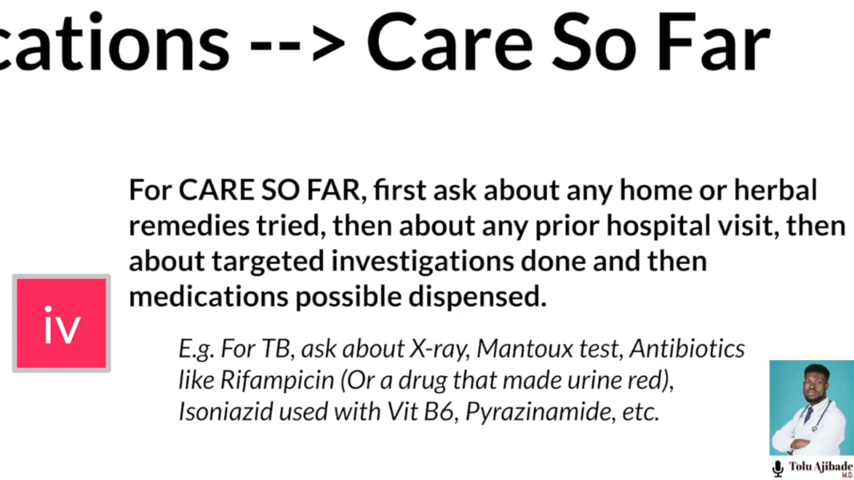 cations --> Care So Far
For CARE SO FAR, first ask about any home or herbal
remedies tried, then about any prior hospital visit, then
about targeted investigations done and then
medications possible dispensed.
iv
E.g. For TB, ask about X-ray, Mantoux test, Antibiotics
like Rifampicin (Or a drug that made urine red),
Isoniazid used with Vit B6, Pyrazinamide, etc.
Tolu Ajibade
M.D.